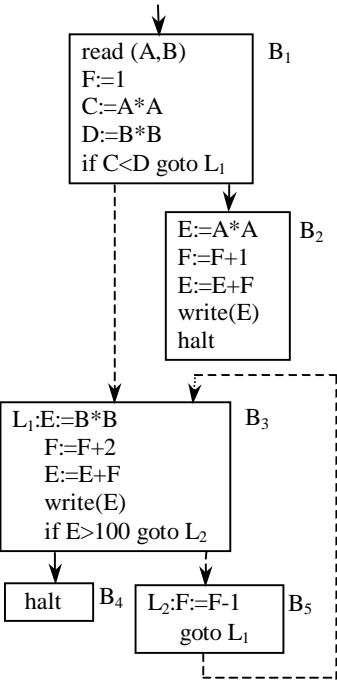 read (A,B)
F:=1
C:=A*A
D:=B*B
if C<D goto L₁
B₁
E:=A*A
F:=F+1
E:=E+F
write(E)
halt
B₂
L₁:E:=B*B
F:=F+2
E:=E+F
write(E)
if E>100 goto L₂
B₃
halt
B₄
L₂:F:=F-1
goto L₁
B₅